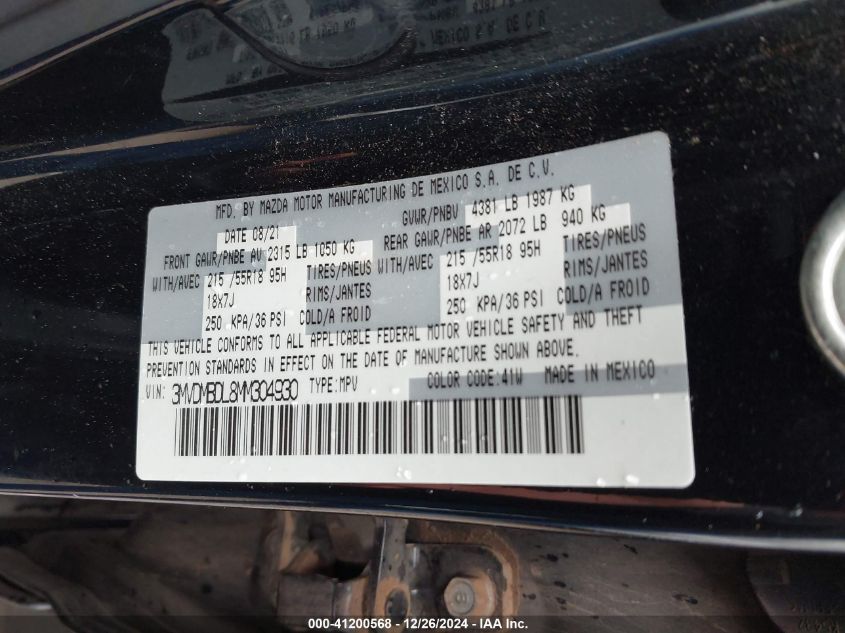 MFD. BY MAZDA MOTOR MANUFACTURING DE MEXICO S.A. DE C.V.
DATE 08/21 GVWR/PNBV 4381 LB 1987 KG
FRONT GAWR/PNBE AV 2315 LB 1050 KG REAR GAWR/PNBE AR 2072 LB 940 KG
WITH/AVEC 215 /55R18 95H TIRES/PNEUS WITH/AVEC 215 /55R18 95H TIRES/PNEUS
18x7J RIMS/JANTES 18x7J RIMS/JANTES
250 KPA/36 PSI COLD/A FROID 250 KPA/36 PSI COLD/A FROID
THIS VEHICLE CONFORMS TO ALL APPLICABLE FEDERAL MOTOR VEHICLE SAFETY AND THEFT
PREVENTION STANDARDS IN EFFECT ON THE DATE OF MANUFACTURE SHOWN ABOVE.
VIN: 3MVDMBDL8MM304930 TYPE:MPV COLOR CODE:41W MADE IN MEXICO
000-41200568 - 12/26/2024 - IAA Inc.